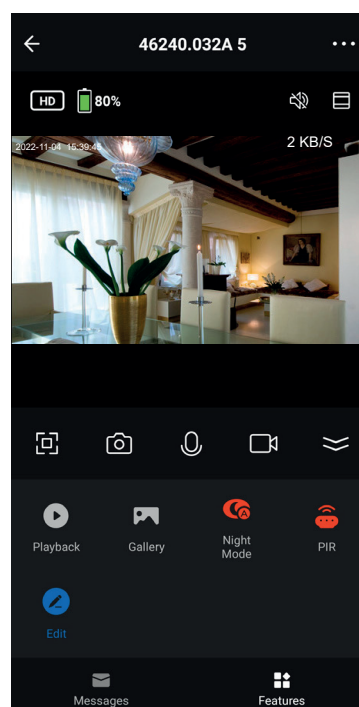 46240.032A 5
HD 80%
2022-11-04 15:39:46
2 KB/S
Playback
Gallery
Night
Mode
PIR
Edit
Messages
Features